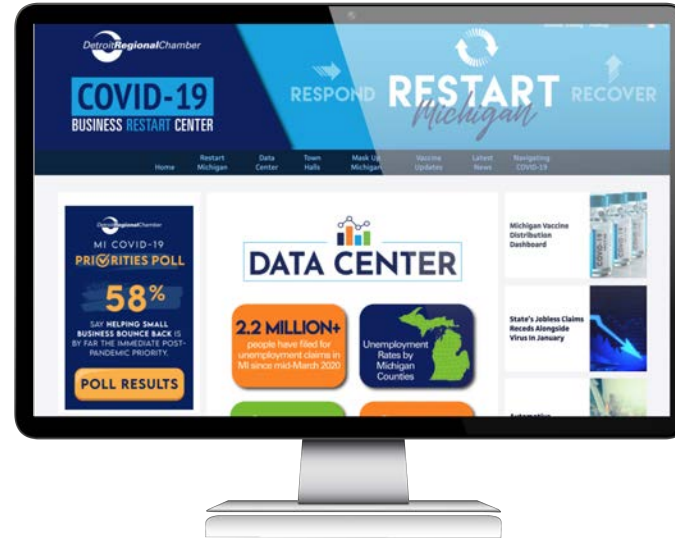 DetroitRegionalChamber
COVID-19
BUSINESS RESTART CENTER
RESPOND
RESTART
Michigan
RECOVER
Home
Restart
Michigan
Data
Center
Town
Halls
Mask Up
Michigan
Vaccine
Updates
Latest
News
Navigating
COVID-19
DetroitRegionalChamber
MI COVID-19
PRIORITIES POLL
58%
SAY HELPING SMALL
BUSINESS BOUNCE BACK IS
BY FAR THE IMMEDIATE POST-
PANDEMIC PRIORITY.
POLL RESULTS
DATA CENTER
2.2 MILLION+
people have filed for
unemployment claims in
MI since mid-March 2020
Unemployment
Rates by
Michigan
Counties
Michigan Vaccine
Distribution
Dashboard
COVID-19
State's Jobless Claims
Receds Alongside
Virus In January
Automotive